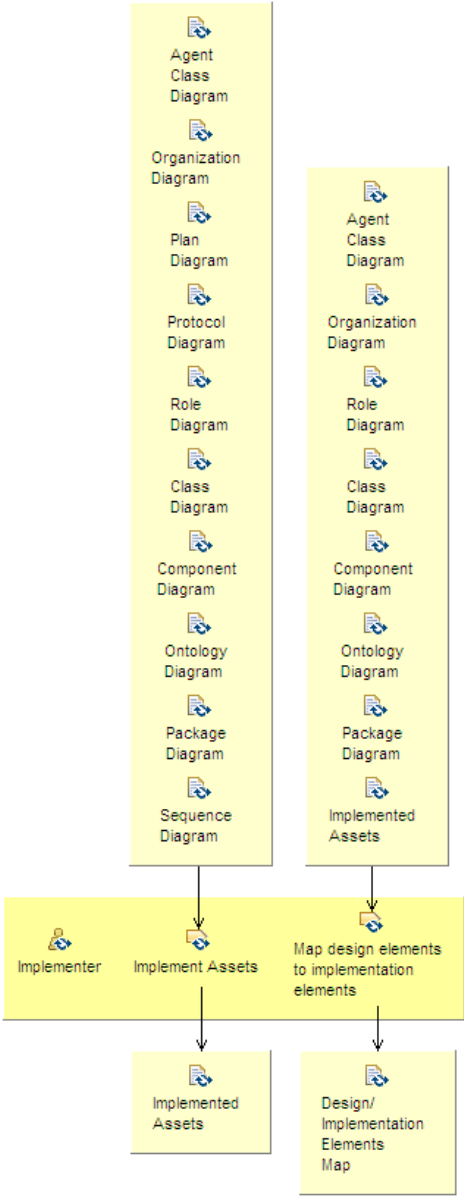 Agent
Class
Diagram
Organization
Diagram
Plan
Diagram
Protocol
Diagram
Role
Diagram
Class
Diagram
Component
Diagram
Ontology
Diagram
Package
Diagram
Sequence
Diagram
Agent
Class
Diagram
Organization
Diagram
Role
Diagram
Class
Diagram
Component
Diagram
Ontology
Diagram
Package
Diagram
Implemented
Assets
Implementer
Implement Assets
Map design elements
to implementation
elements
Implemented
Assets
Design/
Implementation
Elements
Map